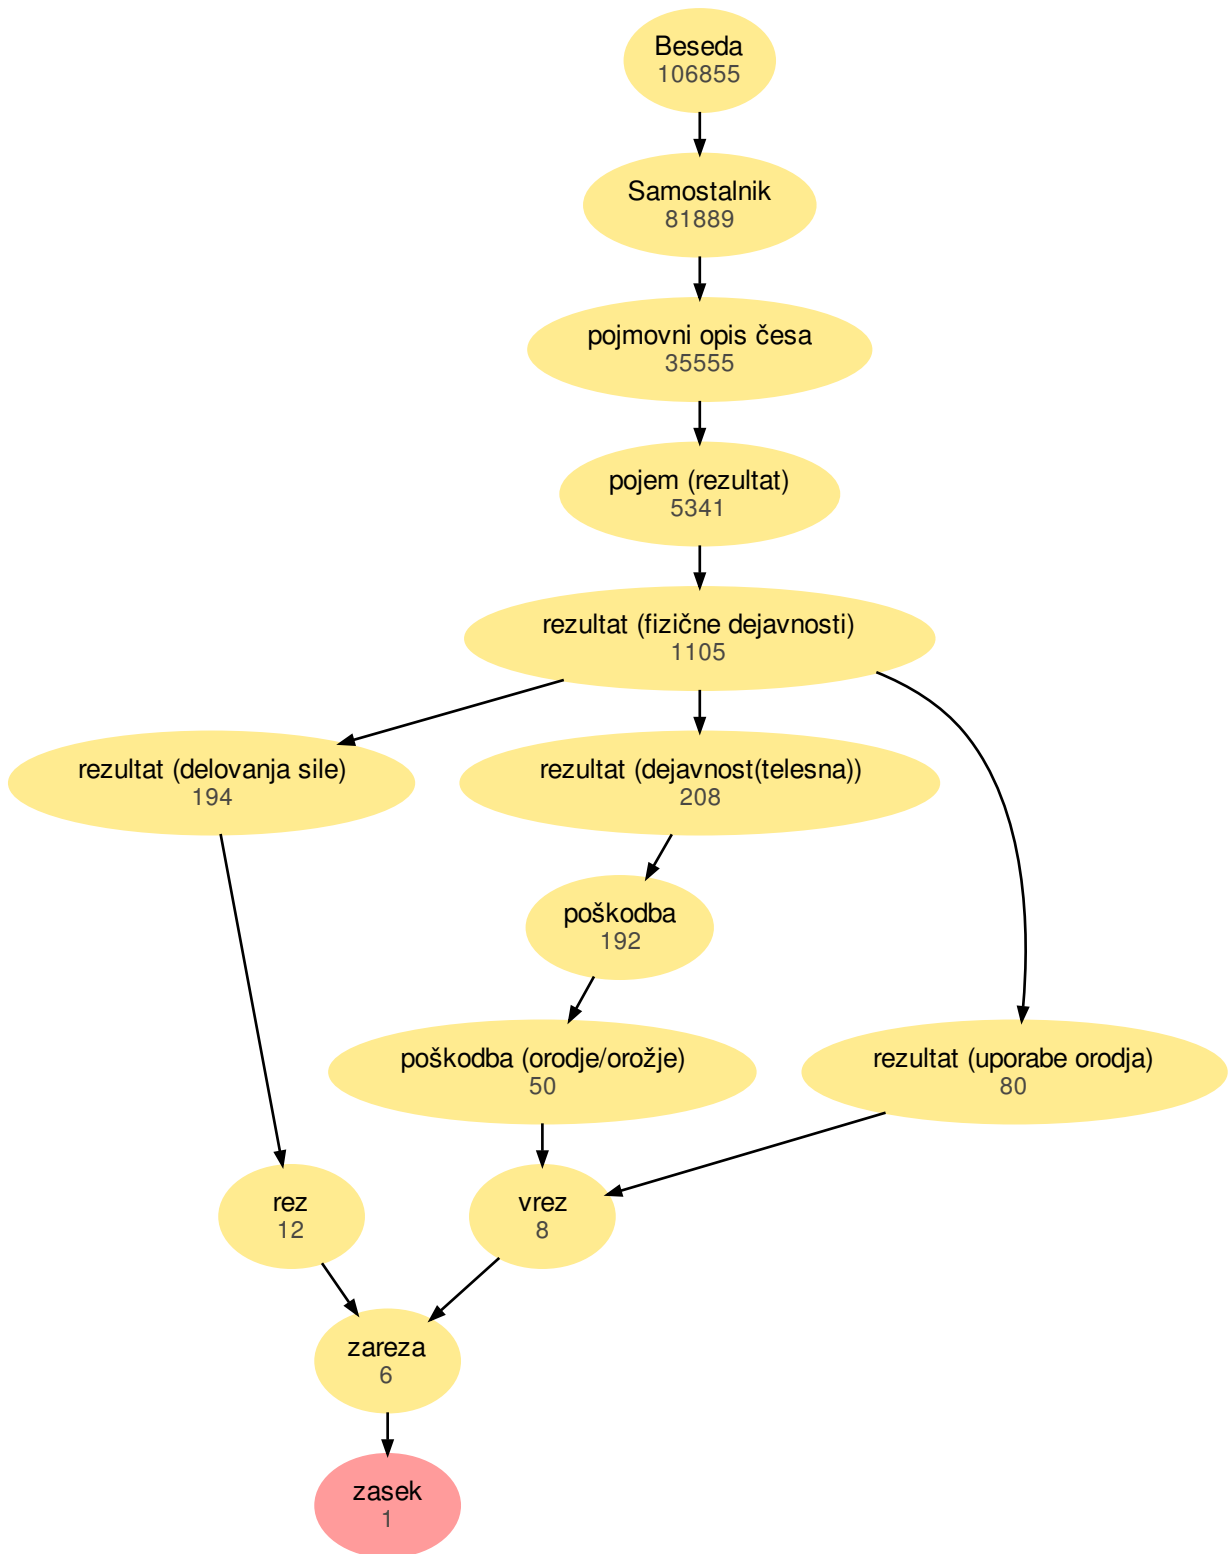 Beseda
106855
Samostalnik
81889
pojmovni opis česa
35555
pojem (rezultat)
5341
rezultat (fizične dejavnosti)
1105
rezultat (delovanja sile)
194
rezultat (dejavnost(telesna))
208
poškodba
192
poškodba (orodje/orožje)
50
rezultat (uporabe orodja)
80
rez
12
vrez
8
zareza
6
zasek
1